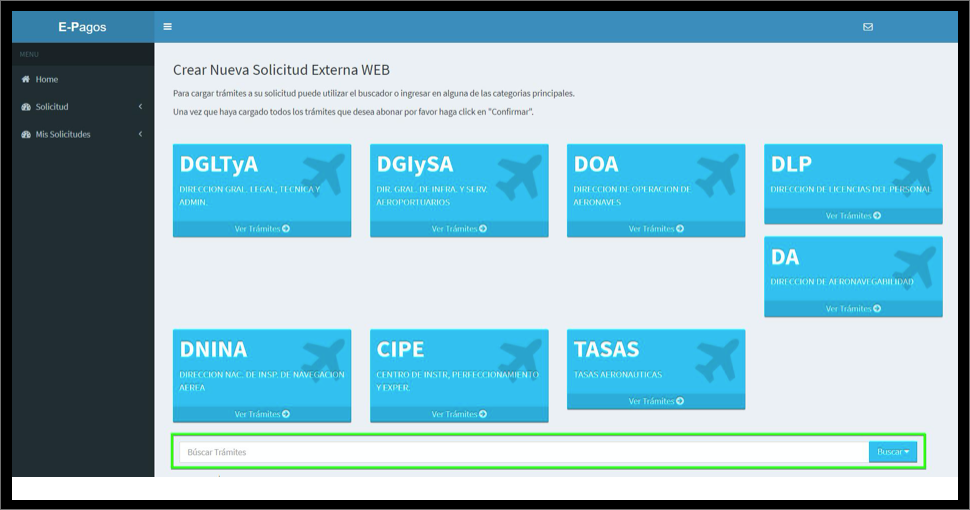 E-Pagos
MENU
Home
Solicitud
Mis Solicitudes
Crear Nueva Solicitud Externa WEB
Para cargar trámites a su solicitud puede utilizar el buscador o ingresar en alguna de las categorias principales.
Una vez que haya cargado todos los trámites que desea abonar por favor haga click en "Confirmar".
DGLTyA
DIRECCION GRAL. LEGAL, TECNICA Y
ADMIN.
Ver Trámites
DGIySA
DIR. GRAL. DE INFRA. Y SERV.
AEROPORTUARIOS
Ver Trámites
DOA
DIRECCION DE OPERACION DE
AERONAVES
Ver Trámites
DLP
DIRECCION DE LICENCIAS DEL PERSONAL
Ver Trámites
DA
DIRECCION DE AERONAVEGABILIDAD
Ver Trámites
DNINA
DIRECCION NAC. DE INSP. DE NAVEGACION
AEREA
Ver Trámites
CIPE
CENTRO DE INSTR, PERFECCIONAMIENTO
Y EXPER.
Ver Trámites
TASAS
TASAS AERONAUTICAS
Ver Trámites
Búscar Trámites
Buscar